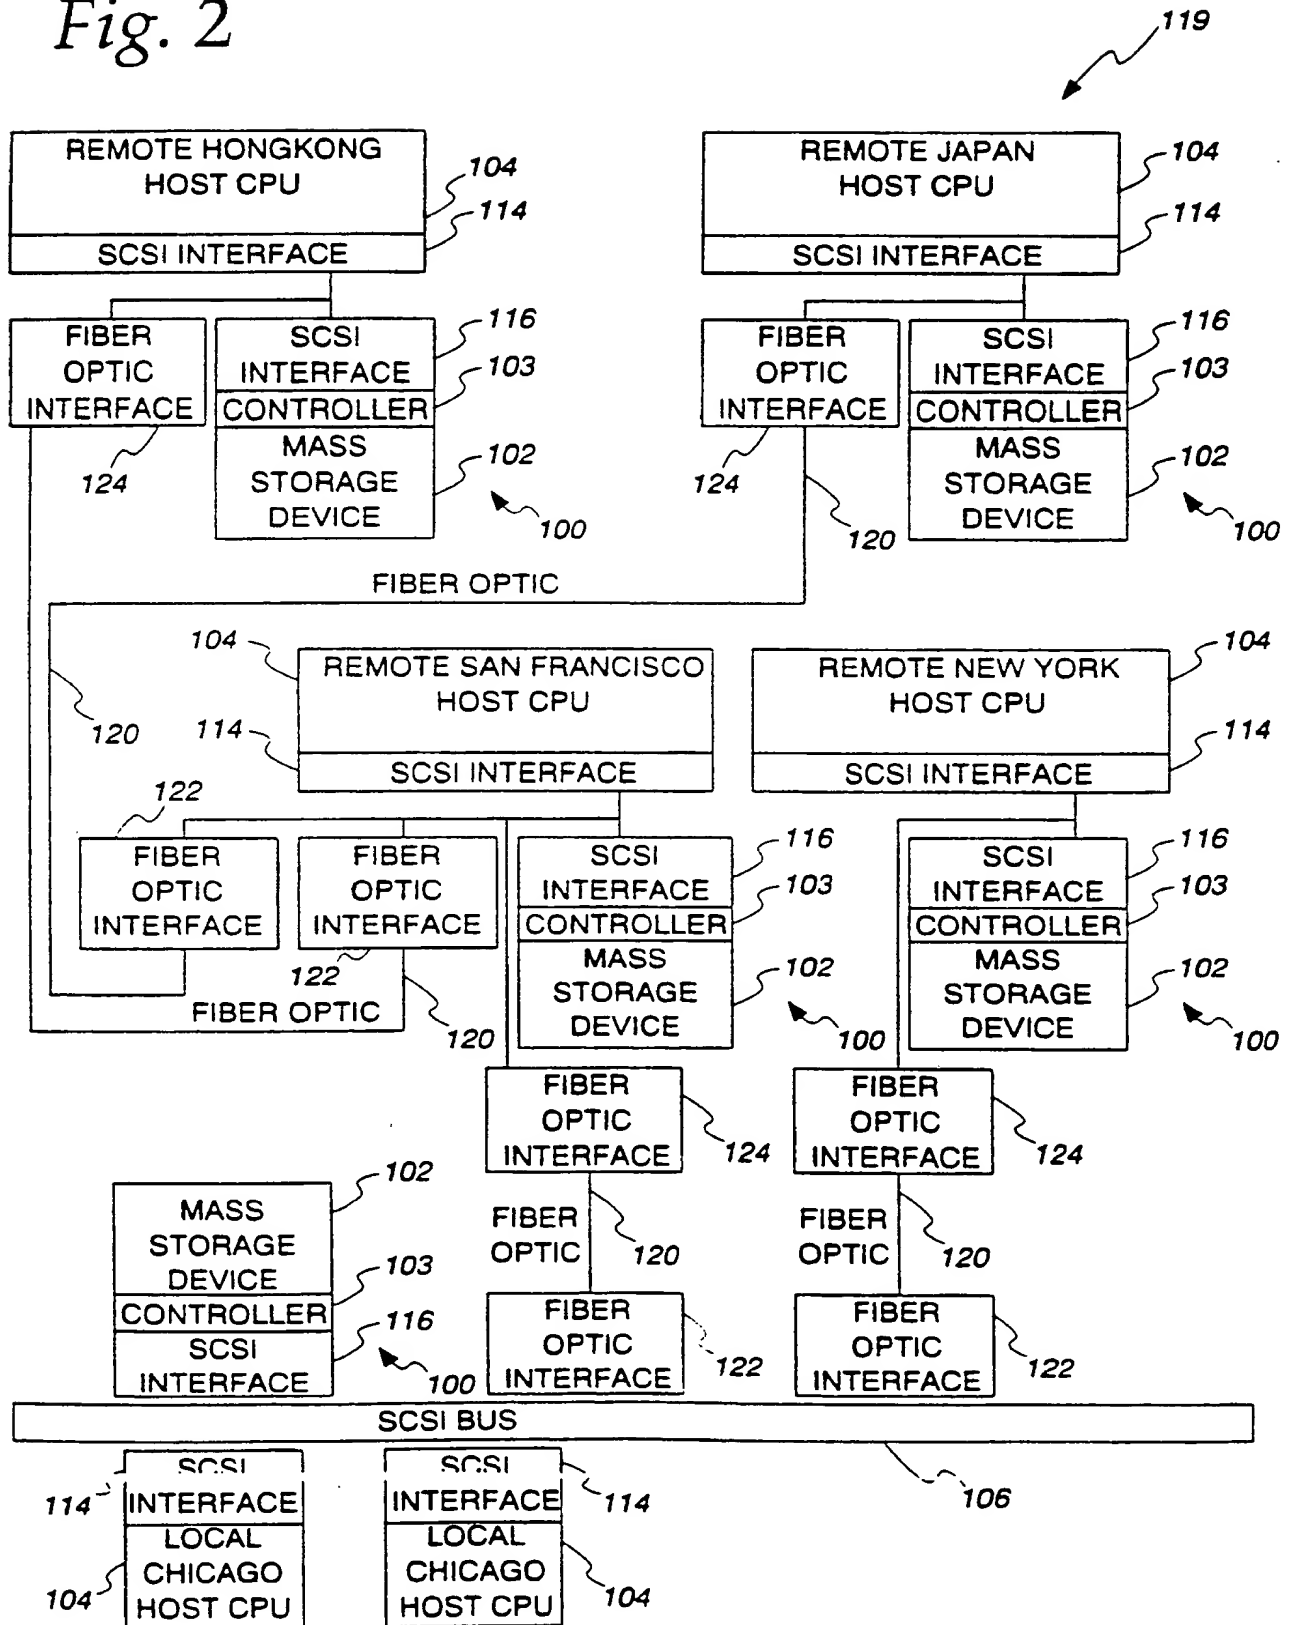 Fig. 2
119
REMOTE HONGKONG
HOST CPU
104
114
SCSI INTERFACE
REMOTE JAPAN
HOST CPU
104
114
SCSI INTERFACE
FIBER
OPTIC
INTERFACE
124
SCSI
INTERFACE
116
103
CONTROLLER
MASS
STORAGE
DEVICE
102
100
FIBER
OPTIC
INTERFACE
124
120
SCSI
INTERFACE
116
103
CONTROLLER
MASS
STORAGE
DEVICE
102
100
FIBER OPTIC
120
104
REMOTE SAN FRANCISCO
HOST CPU
114
SCSI INTERFACE
REMOTE NEW YORK
HOST CPU
104
114
SCSI INTERFACE
122
FIBER
OPTIC
INTERFACE
FIBER
OPTIC
INTERFACE
122
FIBER OPTIC
120
SCSI
INTERFACE
116
103
CONTROLLER
MASS
STORAGE
DEVICE
102
100
SCSI
INTERFACE
116
103
CONTROLLER
MASS
STORAGE
DEVICE
102
100
FIBER
OPTIC
INTERFACE
124
FIBER
OPTIC
INTERFACE
124
FIBER
OPTIC
120
FIBER
OPTIC
120
102
MASS
STORAGE
DEVICE
103
CONTROLLER
116
SCSI
INTERFACE
100
FIBER
OPTIC
INTERFACE
122
FIBER
OPTIC
INTERFACE
122
SCSI BUS
106
SCSI
INTERFACE
114
LOCAL
CHICAGO
HOST CPU
104
SCSI
INTERFACE
114
LOCAL
CHICAGO
HOST CPU
104